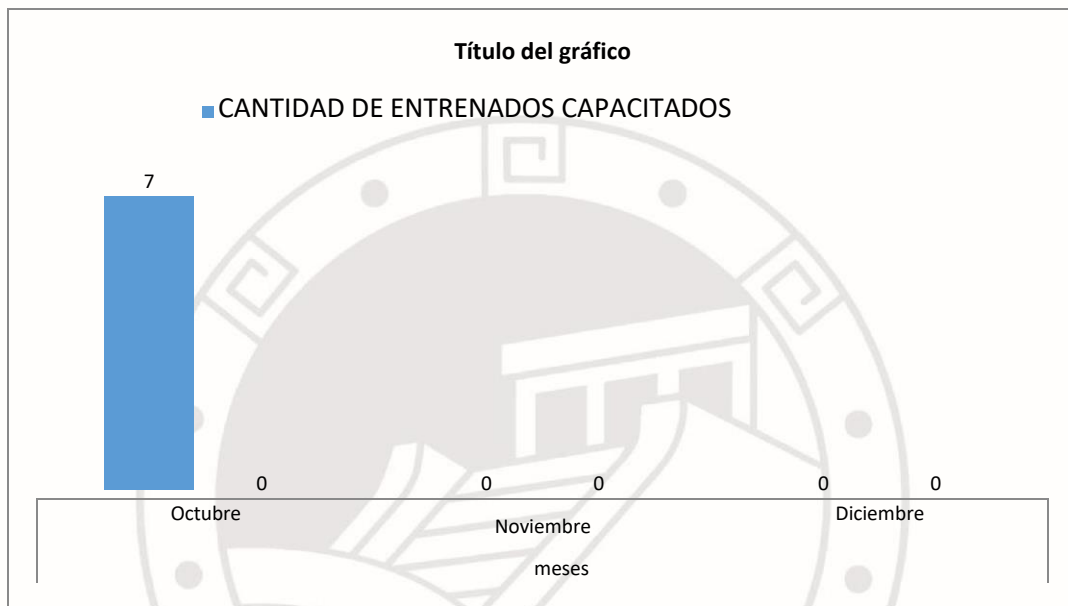 Título del gráfico
CANTIDAD DE ENTRENADOS CAPACITADOS
7
0 0 0 0 0
Octubre Noviembre Diciembre
meses